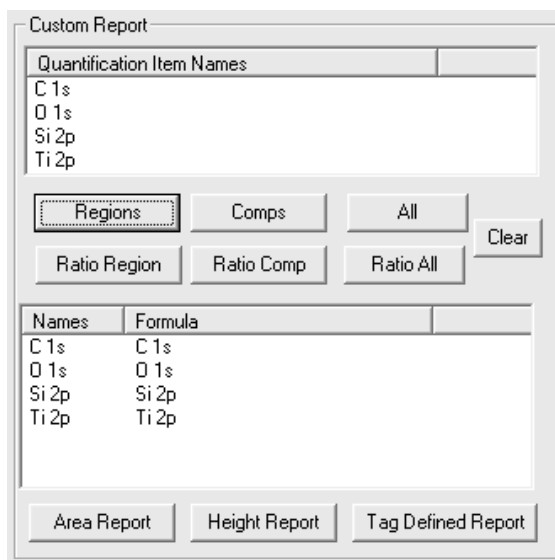 Custom Report
Quantification Item Names
C 1s
O 1s
Si 2p
Ti 2p
Regions Comps All
Clear
Ratio Region Ratio Comp Ratio All
Names Formula
C 1s C 1s
O 1s O 1s
Si 2p Si 2p
Ti 2p Ti 2p
Area Report Height Report Tag Defined Report